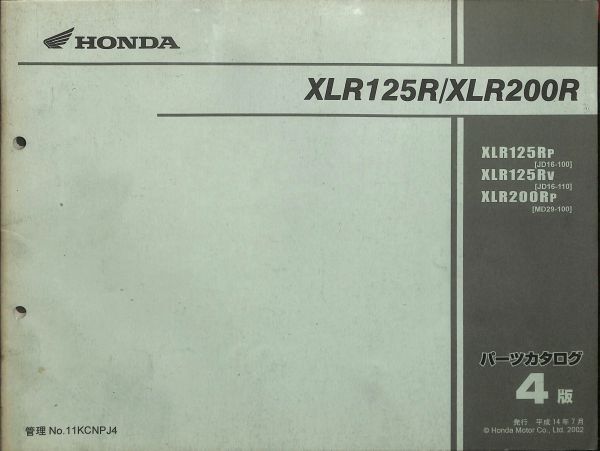 HONDA
XLR125R/XLR200R
XLR125RP
[JD16-100]
XLR125RV
[JD16-110]
XLR200RP
[MD29-100]
パーツカタログ
4版
発行 平成14年7月
© Honda Motor Co., Ltd. 2002
管理 No.11KCNPJ4